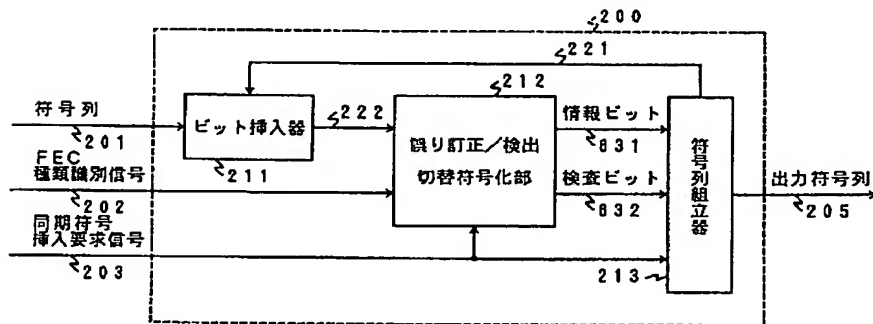 200
221
212
符号列
201
ビット挿入器
222
211
誤り訂正／検出
切替符号化部
情報ビット
631
検査ビット
632
符号列組立器
213
FEC
種類識別信号
202
同期符号
挿入要求信号
203
出力符号列
205